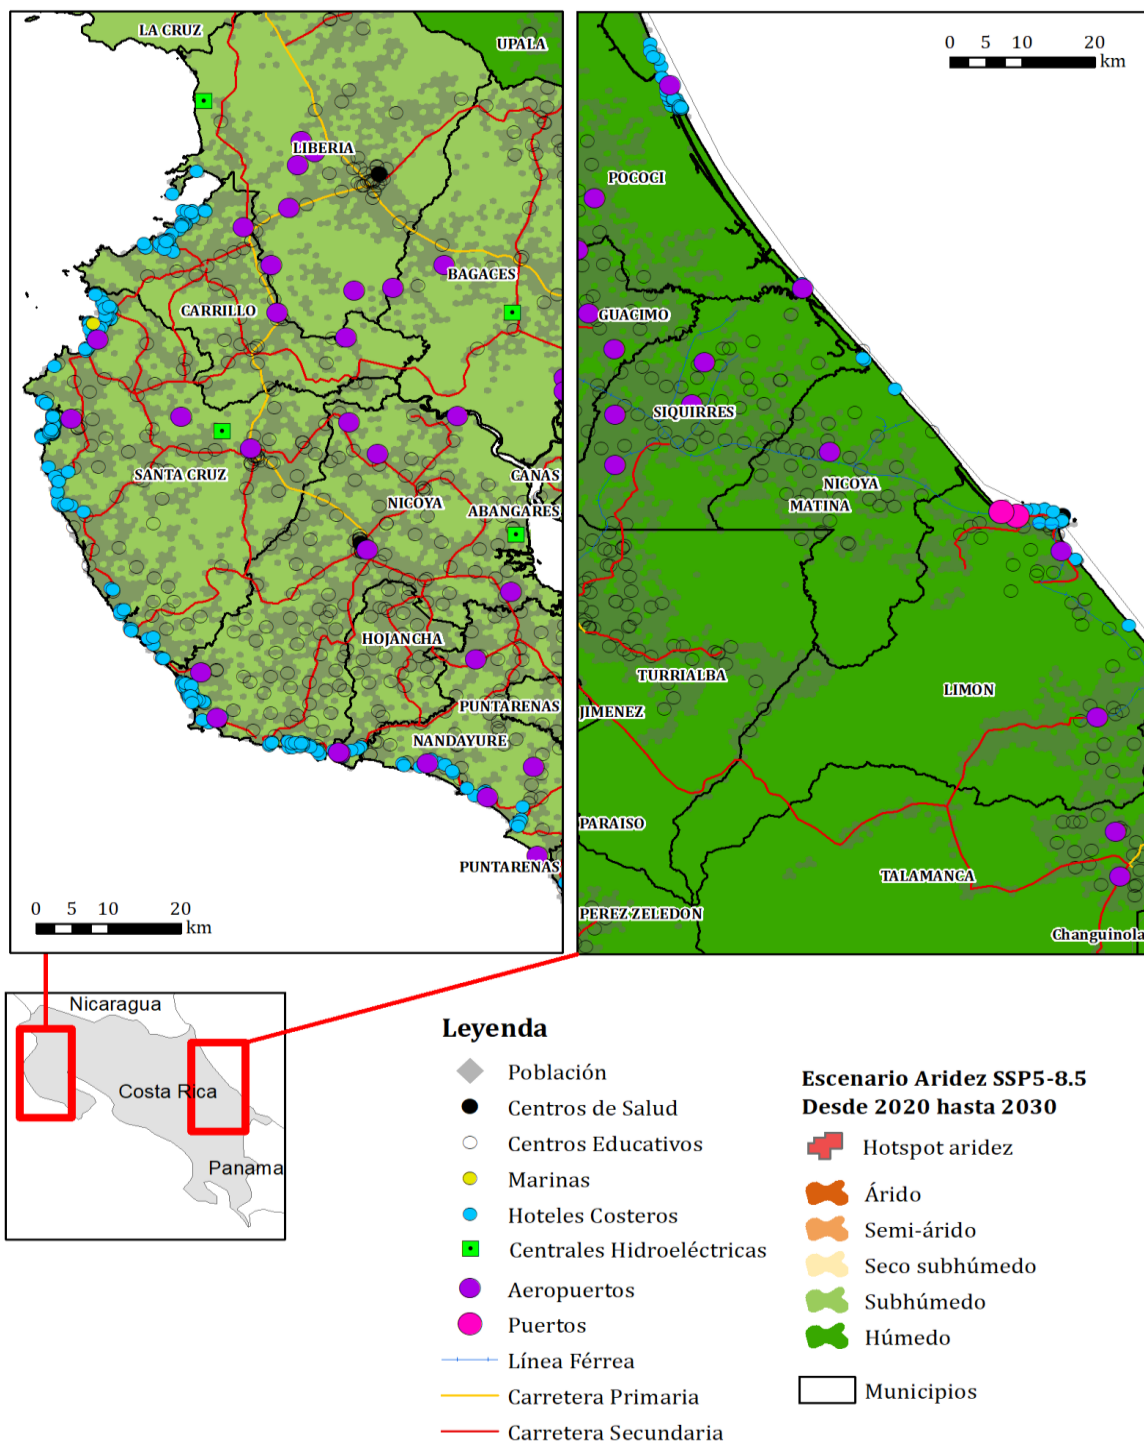 LA CRUZ
UPALA
LIBERIA
BAGACES
CARRILLO
SANTA CRUZ
CANAS
NICOYA
ABANGARES
HOJANCHA
PUNTARENAS
NANDAYURE
PUNTARENAS
0 5 10 20
km
0 5 10 20
km
POCOCI
GUACIMO
SIQUIRRES
NICOYA
MATINA
TURRIALBA
LIMON
JIMENEZ
PARAISO
TALAMANCA
PEREZ ZELEDON
Changuinola
Nicaragua
Costa Rica
Panama
Leyenda
Población
Centros de Salud
Centros Educativos
Marinas
Hoteles Costeros
Centrales Hidroeléctricas
Aeropuertos
Puertos
Línea Férrea
Carretera Primaria
Carretera Secundaria
Escenario Aridez SSP5-8.5
Desde 2020 hasta 2030
Hotspot aridez
Árido
Semi-árido
Seco subhúmedo
Subhúmedo
Húmedo
Municipios